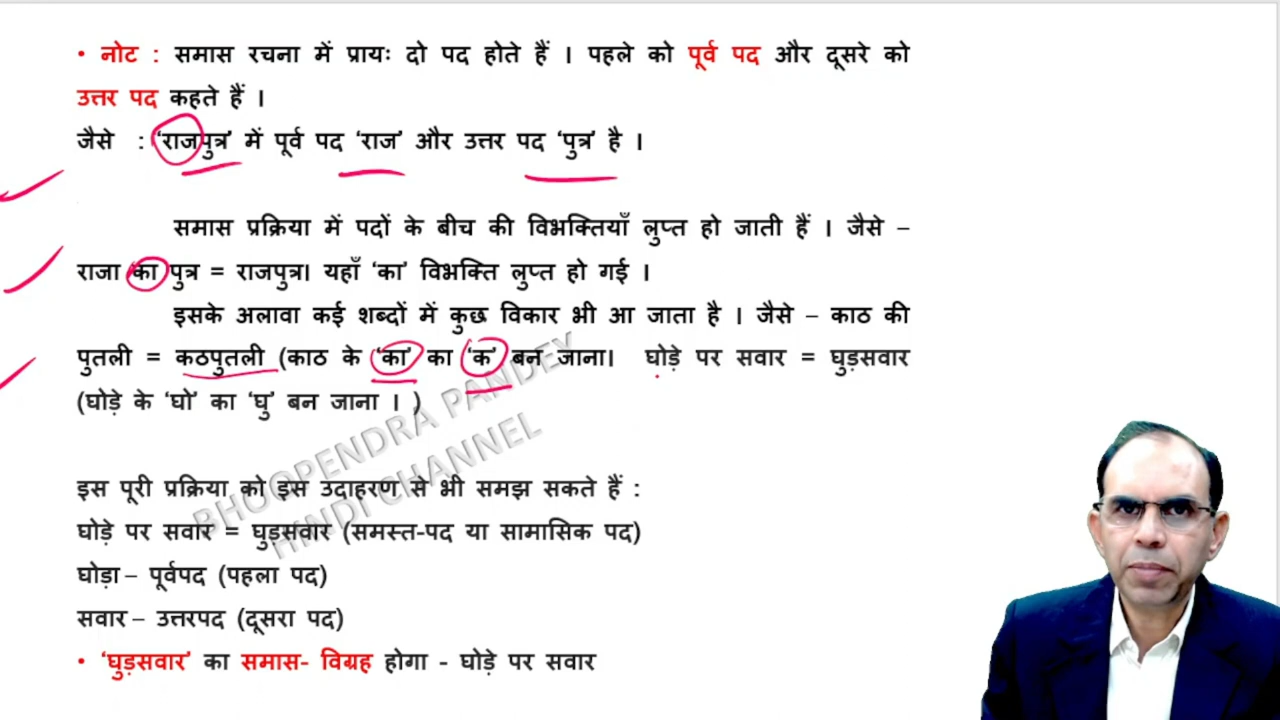 • नोट : समास रचना में प्रायः दो पद होते हैं । पहले को पूर्व पद और दूसरे को
उत्तर पद कहते हैं ।
जैसे : ‘राजपुत्र’ में पूर्व पद ‘राज’ और उत्तर पद ‘पुत्र’ है ।
समास प्रक्रिया में पदों के बीच की विभक्तियाँ लुप्त हो जाती हैं । जैसे –
राजा ‘का पुत्र = राजपुत्र। यहाँ ‘का’ विभक्ति लुप्त हो गई ।
इसके अलावा कई शब्दों में कुछ विकार भी आ जाता है । जैसे – काठ की
पुतली = कठपुतली (काठ के ‘का’ का ‘क’ बन जाना। घोड़े पर सवार = घुड़सवार
(घोड़े के ‘घो’ का ‘घु’ बन जाना । )
BHOOPENDRA PANDEY
HINDI CHANNEL
इस पूरी प्रक्रिया को इस उदाहरण से भी समझ सकते हैं :
घोड़े पर सवार = घुड़सवार (समस्त-पद या सामासिक पद)
घोड़ा – पूर्वपद (पहला पद)
सवार – उत्तरपद (दूसरा पद)
• ‘घुड़सवार’ का समास- विग्रह होगा - घोड़े पर सवार